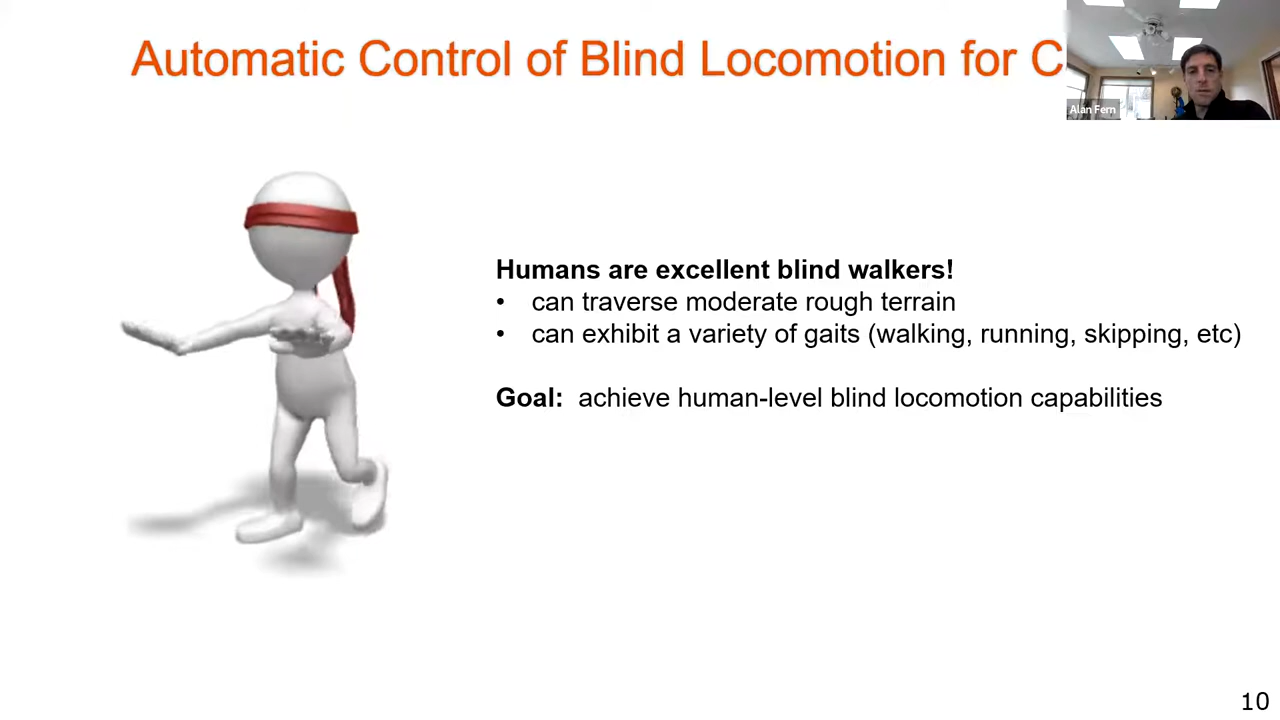 Automatic Control of Blind Locomotion for C
Alan Fern
Humans are excellent blind walkers!
• can traverse moderate rough terrain
• can exhibit a variety of gaits (walking, running, skipping, etc)
Goal: achieve human-level blind locomotion capabilities
10